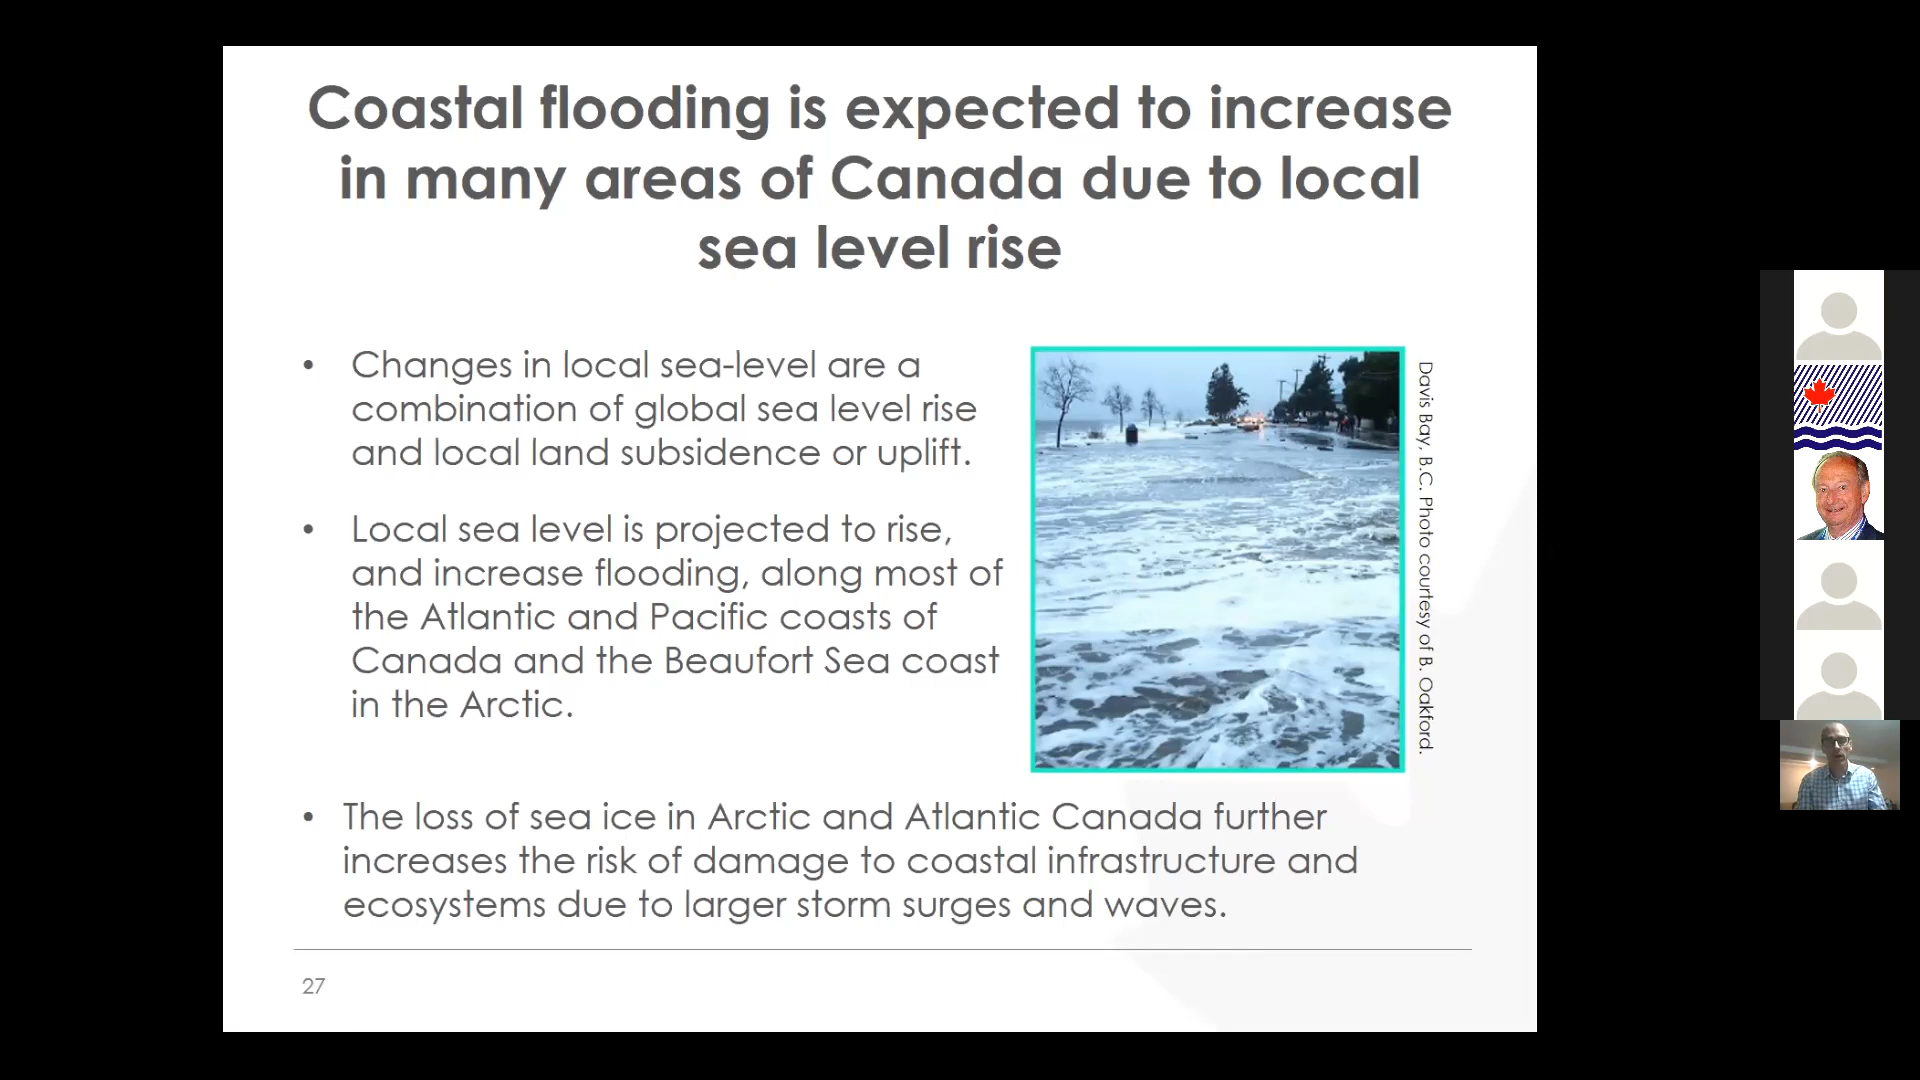 Coastal flooding is expected to increase
in many areas of Canada due to local
sea level rise
• Changes in local sea-level are a
combination of global sea level rise
and local land subsidence or uplift.
• Local sea level is projected to rise,
and increase flooding, along most of
the Atlantic and Pacific coasts of
Canada and the Beaufort Sea coast
in the Arctic.
Davis Bay, B.C. Photo courtesy of B. Oakford.
• The loss of sea ice in Arctic and Atlantic Canada further
increases the risk of damage to coastal infrastructure and
ecosystems due to larger storm surges and waves.
27